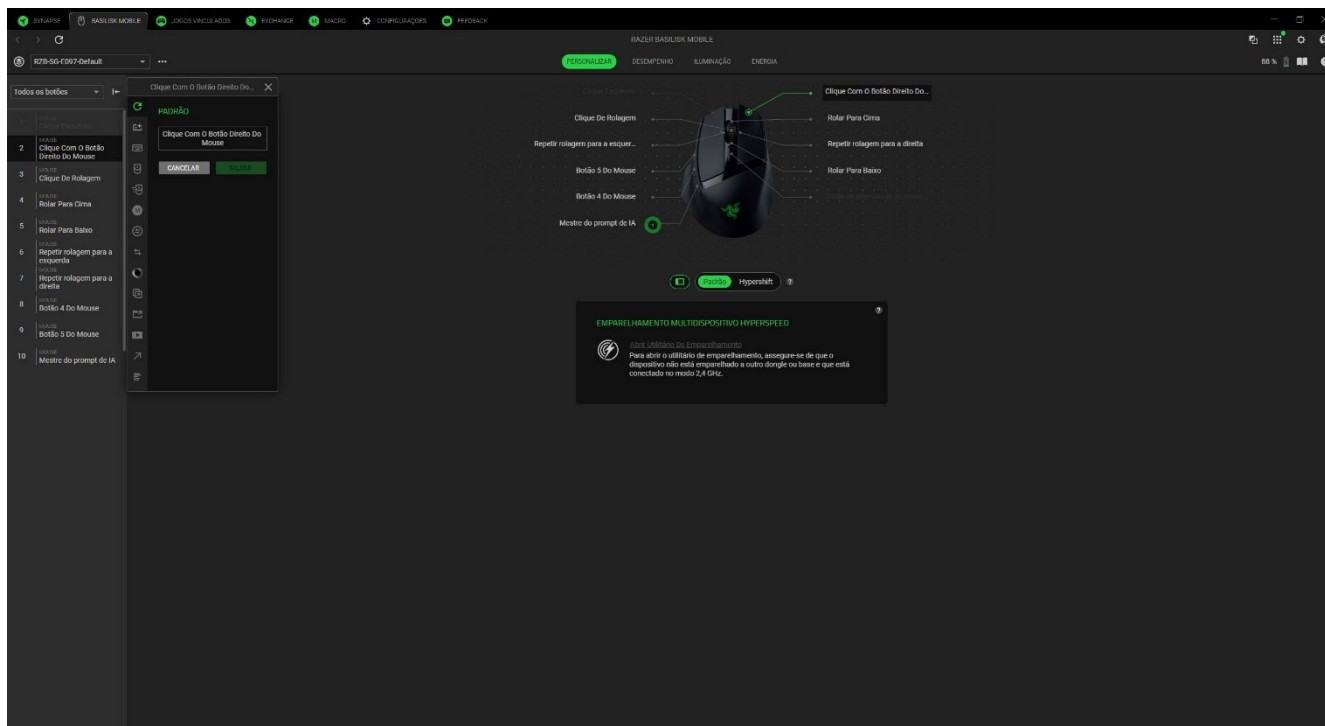 SYNAPSE
BASILISK MOBILE
JOGOS VINCULADOS
EXCHANGE
MACRO
CONFIGURAÇÕES
FEEDBACK
RAZER BASILISK MOBILE
RZB-SG-E097-Default
PERSONALIZAR
DESEMPENHO
ILUMINAÇÃO
ENERGIA
88 %
Todos os botões
2
MOUSE
Clique Com O Botão
Direito Do Mouse
3
MOUSE
Clique De Rolagem
4
MOUSE
Rolar Para Cima
5
MOUSE
Rolar Para Baixo
6
MOUSE
Repetir rolagem para a
esquerda
7
MOUSE
Repetir rolagem para a
direita
8
MOUSE
Botão 4 Do Mouse
9
MOUSE
Botão 5 Do Mouse
10
MOUSE
Mestre do prompt de IA
Clique Com O Botão Direito Do...
PADRÃO
Clique Com O Botão Direito Do
Mouse
CANCELAR
SALVAR
Clique Esquerdo
Clique De Rolagem
Repetir rolagem para a esquer...
Botão 5 Do Mouse
Botão 4 Do Mouse
Mestre do prompt de IA
Clique Com O Botão Direito Do...
Rolar Para Cima
Repetir rolagem para a direita
Rolar Para Baixo
Padrão
Hypershift
?
EMPARELHAMENTO MULTIDISPOSITIVO HYPERSPEED
?
Abrir Utilitário De Emparelhamento
Para abrir o utilitário de emparelhamento, assegure-se de que o
dispositivo não está emparelhado a outro dongle ou base e que está
conectado no modo 2,4 GHz.